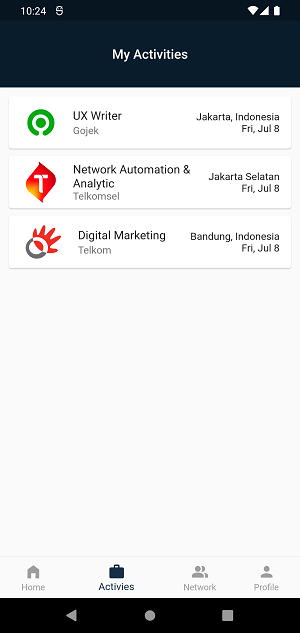 10:24
My Activities
UX Writer
Gojek
Jakarta, Indonesia
Fri, Jul 8
Network Automation &
Analytic
Telkomsel
Jakarta Selatan
Fri, Jul 8
Digital Marketing
Telkom
Bandung, Indonesia
Fri, Jul 8
Home
Activies
Network
Profile